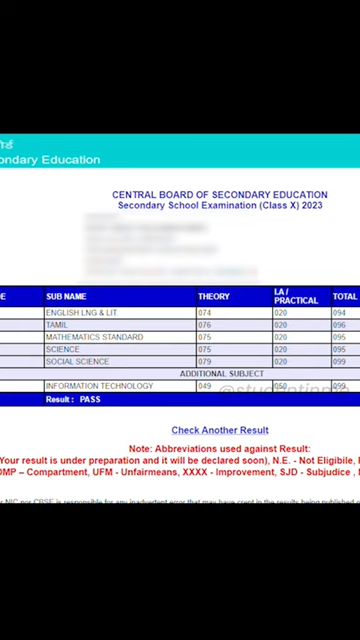 ोर्ड
ondary Education
CENTRAL BOARD OF SECONDARY EDUCATION
Secondary School Examination (Class X) 2023
DE SUB NAME THEORY IA / PRACTICAL TOTAL
ENGLISH LNG & LIT. 074 020 094
TAMIL 076 020 096
MATHEMATICS STANDARD 075 020 095
SCIENCE 075 020 095
SOCIAL SCIENCE 079 020 099
ADDITIONAL SUBJECT
INFORMATION TECHNOLOGY 049 050 099
Result : PASS
Check Another Result
Note: Abbreviations used against Result:
(Your result is under preparation and it will be declared soon), N.E. - Not Eligibile,
OMP – Compartment, UFM - Unfairmeans, XXXX - Improvement, SJD - Subjudice ,
r NIC nor CBSE is responsible for any inadvertent error that may have crept in the results being published